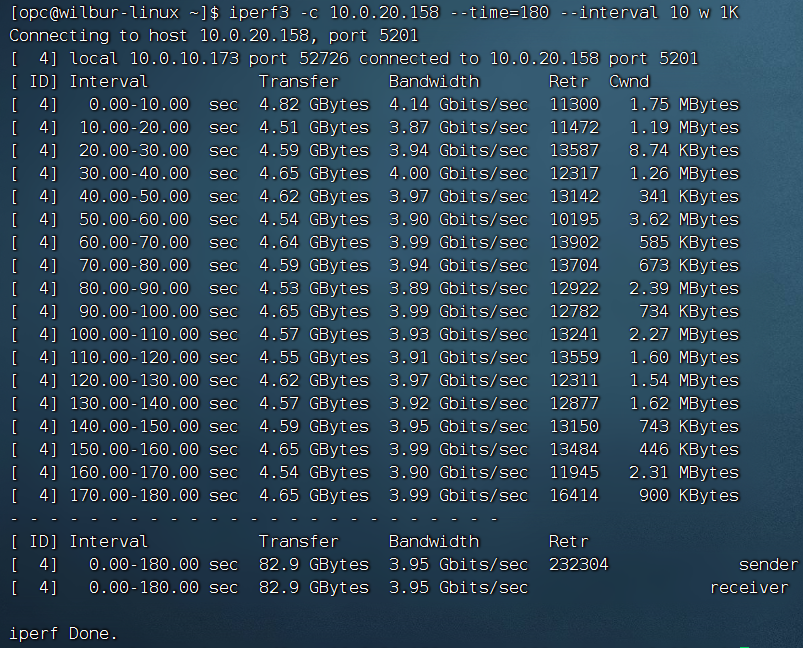 [opc@wilbur-linux ~]$ iperf3 -c 10.0.20.158 --time=180 --interval 10 w 1K
Connecting to host 10.0.20.158, port 5201
[  4] local 10.0.10.173 port 52726 connected to 10.0.20.158 port 5201
[ ID] Interval           Transfer     Bandwidth       Retr  Cwnd
[  4]   0.00-10.00  sec  4.82 GBytes  4.14 Gbits/sec  11300   1.75 MBytes
[  4]  10.00-20.00  sec  4.51 GBytes  3.87 Gbits/sec  11472   1.19 MBytes
[  4]  20.00-30.00  sec  4.59 GBytes  3.94 Gbits/sec  13587   8.74 KBytes
[  4]  30.00-40.00  sec  4.65 GBytes  4.00 Gbits/sec  12317   1.26 MBytes
[  4]  40.00-50.00  sec  4.62 GBytes  3.97 Gbits/sec  13142    341 KBytes
[  4]  50.00-60.00  sec  4.54 GBytes  3.90 Gbits/sec  10195   3.62 MBytes
[  4]  60.00-70.00  sec  4.64 GBytes  3.99 Gbits/sec  13902    585 KBytes
[  4]  70.00-80.00  sec  4.59 GBytes  3.94 Gbits/sec  13704    673 KBytes
[  4]  80.00-90.00  sec  4.53 GBytes  3.89 Gbits/sec  12922   2.39 MBytes
[  4]  90.00-100.00 sec  4.65 GBytes  3.99 Gbits/sec  12782    734 KBytes
[  4] 100.00-110.00 sec  4.57 GBytes  3.93 Gbits/sec  13241   2.27 MBytes
[  4] 110.00-120.00 sec  4.55 GBytes  3.91 Gbits/sec  13559   1.60 MBytes
[  4] 120.00-130.00 sec  4.62 GBytes  3.97 Gbits/sec  12311   1.54 MBytes
[  4] 130.00-140.00 sec  4.57 GBytes  3.92 Gbits/sec  12877   1.62 MBytes
[  4] 140.00-150.00 sec  4.59 GBytes  3.95 Gbits/sec  13150    743 KBytes
[  4] 150.00-160.00 sec  4.65 GBytes  3.99 Gbits/sec  13484    446 KBytes
[  4] 160.00-170.00 sec  4.54 GBytes  3.90 Gbits/sec  11945   2.31 MBytes
[  4] 170.00-180.00 sec  4.65 GBytes  3.99 Gbits/sec  16414    900 KBytes
- - - - - - - - - - - - - - - - - - - - - - - - -
[ ID] Interval           Transfer     Bandwidth       Retr
[  4]   0.00-180.00 sec  82.9 GBytes  3.95 Gbits/sec  232304             sender
[  4]   0.00-180.00 sec  82.9 GBytes  3.95 Gbits/sec                  receiver
iperf Done.